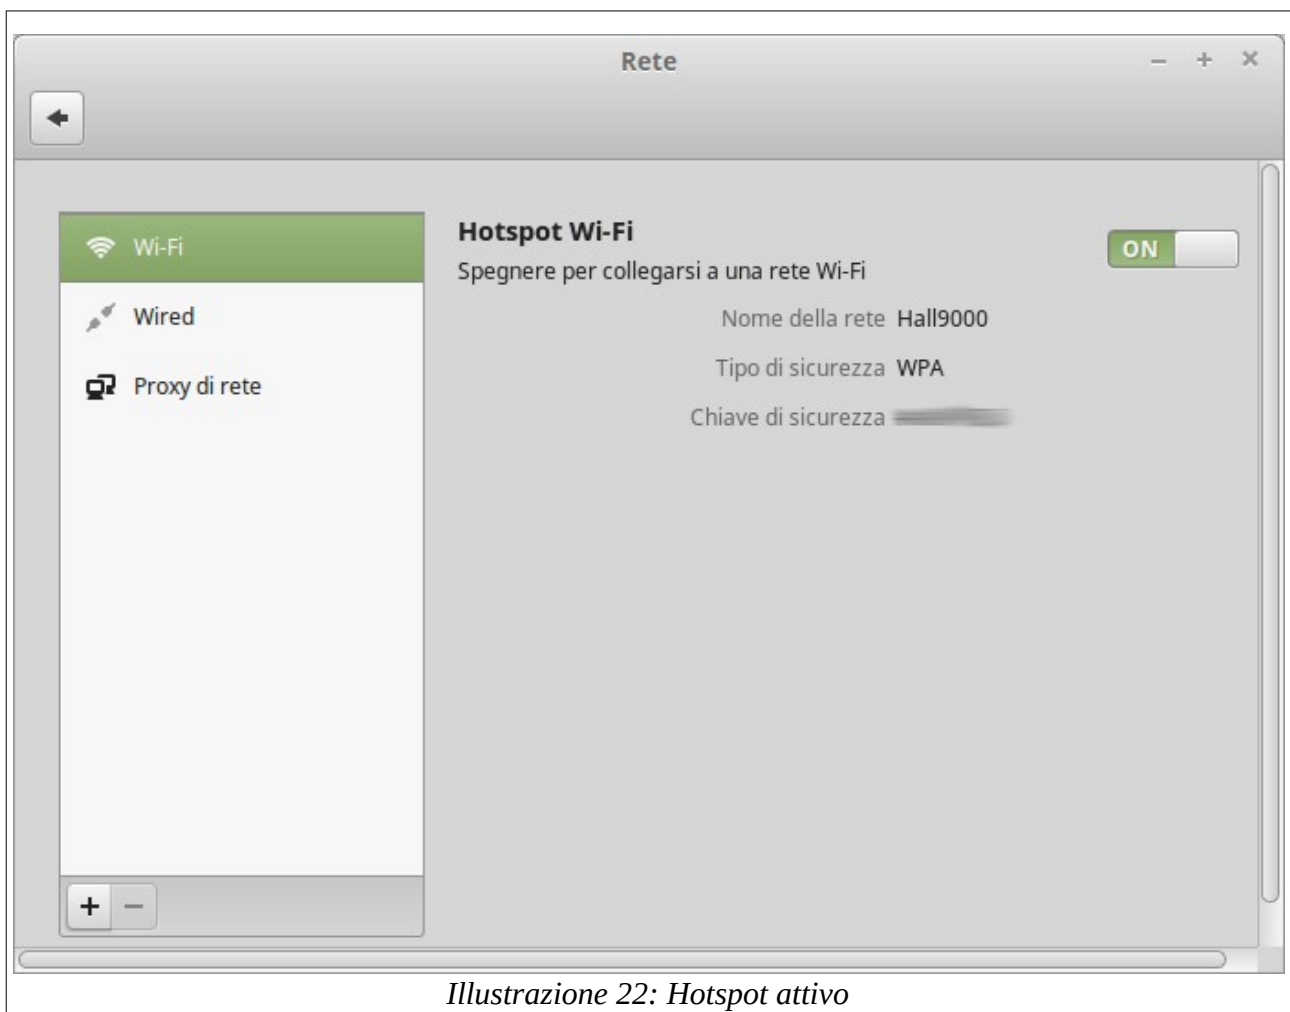 Rete
Wi-Fi
Wired
Proxy di rete
Hotspot Wi-Fi
ON
Spegnere per collegarsi a una rete Wi-Fi
Nome della rete Hall9000
Tipo di sicurezza WPA
Chiave di sicurezza
Illustrazione 22: Hotspot attivo